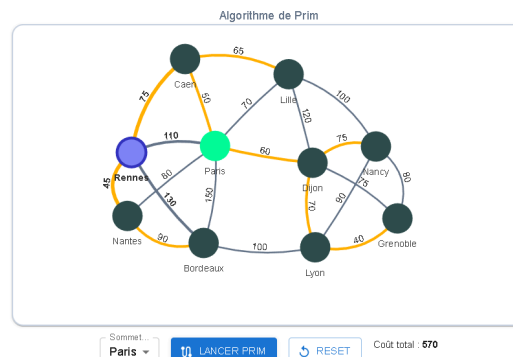 Algorithme de Prim
65
Caen
Lille
75
50
70
100
120
110
Paris
60
75
Nancy
Rennes
80
Dijon
75
80
45
130
150
70
90
Nantes
90
Grenoble
40
Bordeaux
100
Lyon
Sommet...
Paris
LANCER PRIM
RESET
Coût total : 570